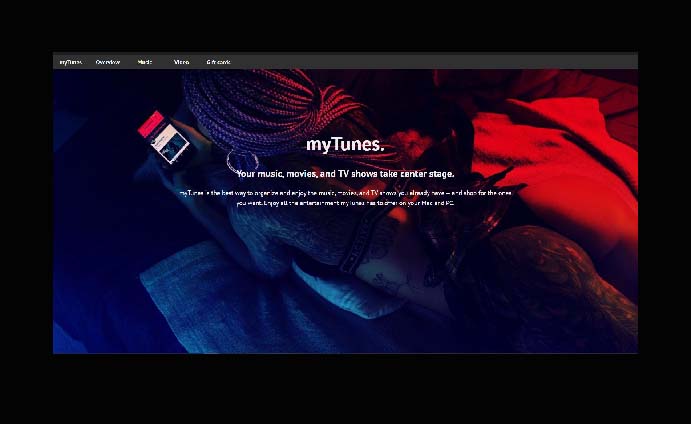 myTunes Overview Music Video Gift cards
myTunes.
Your music, movies, and TV shows take center stage.
myTunes is the best way to organize and enjoy the music, movies, and TV shows you already have – and shop for the ones
you want. Enjoy all the entertainment myTunes has to offer on your Mac and PC.